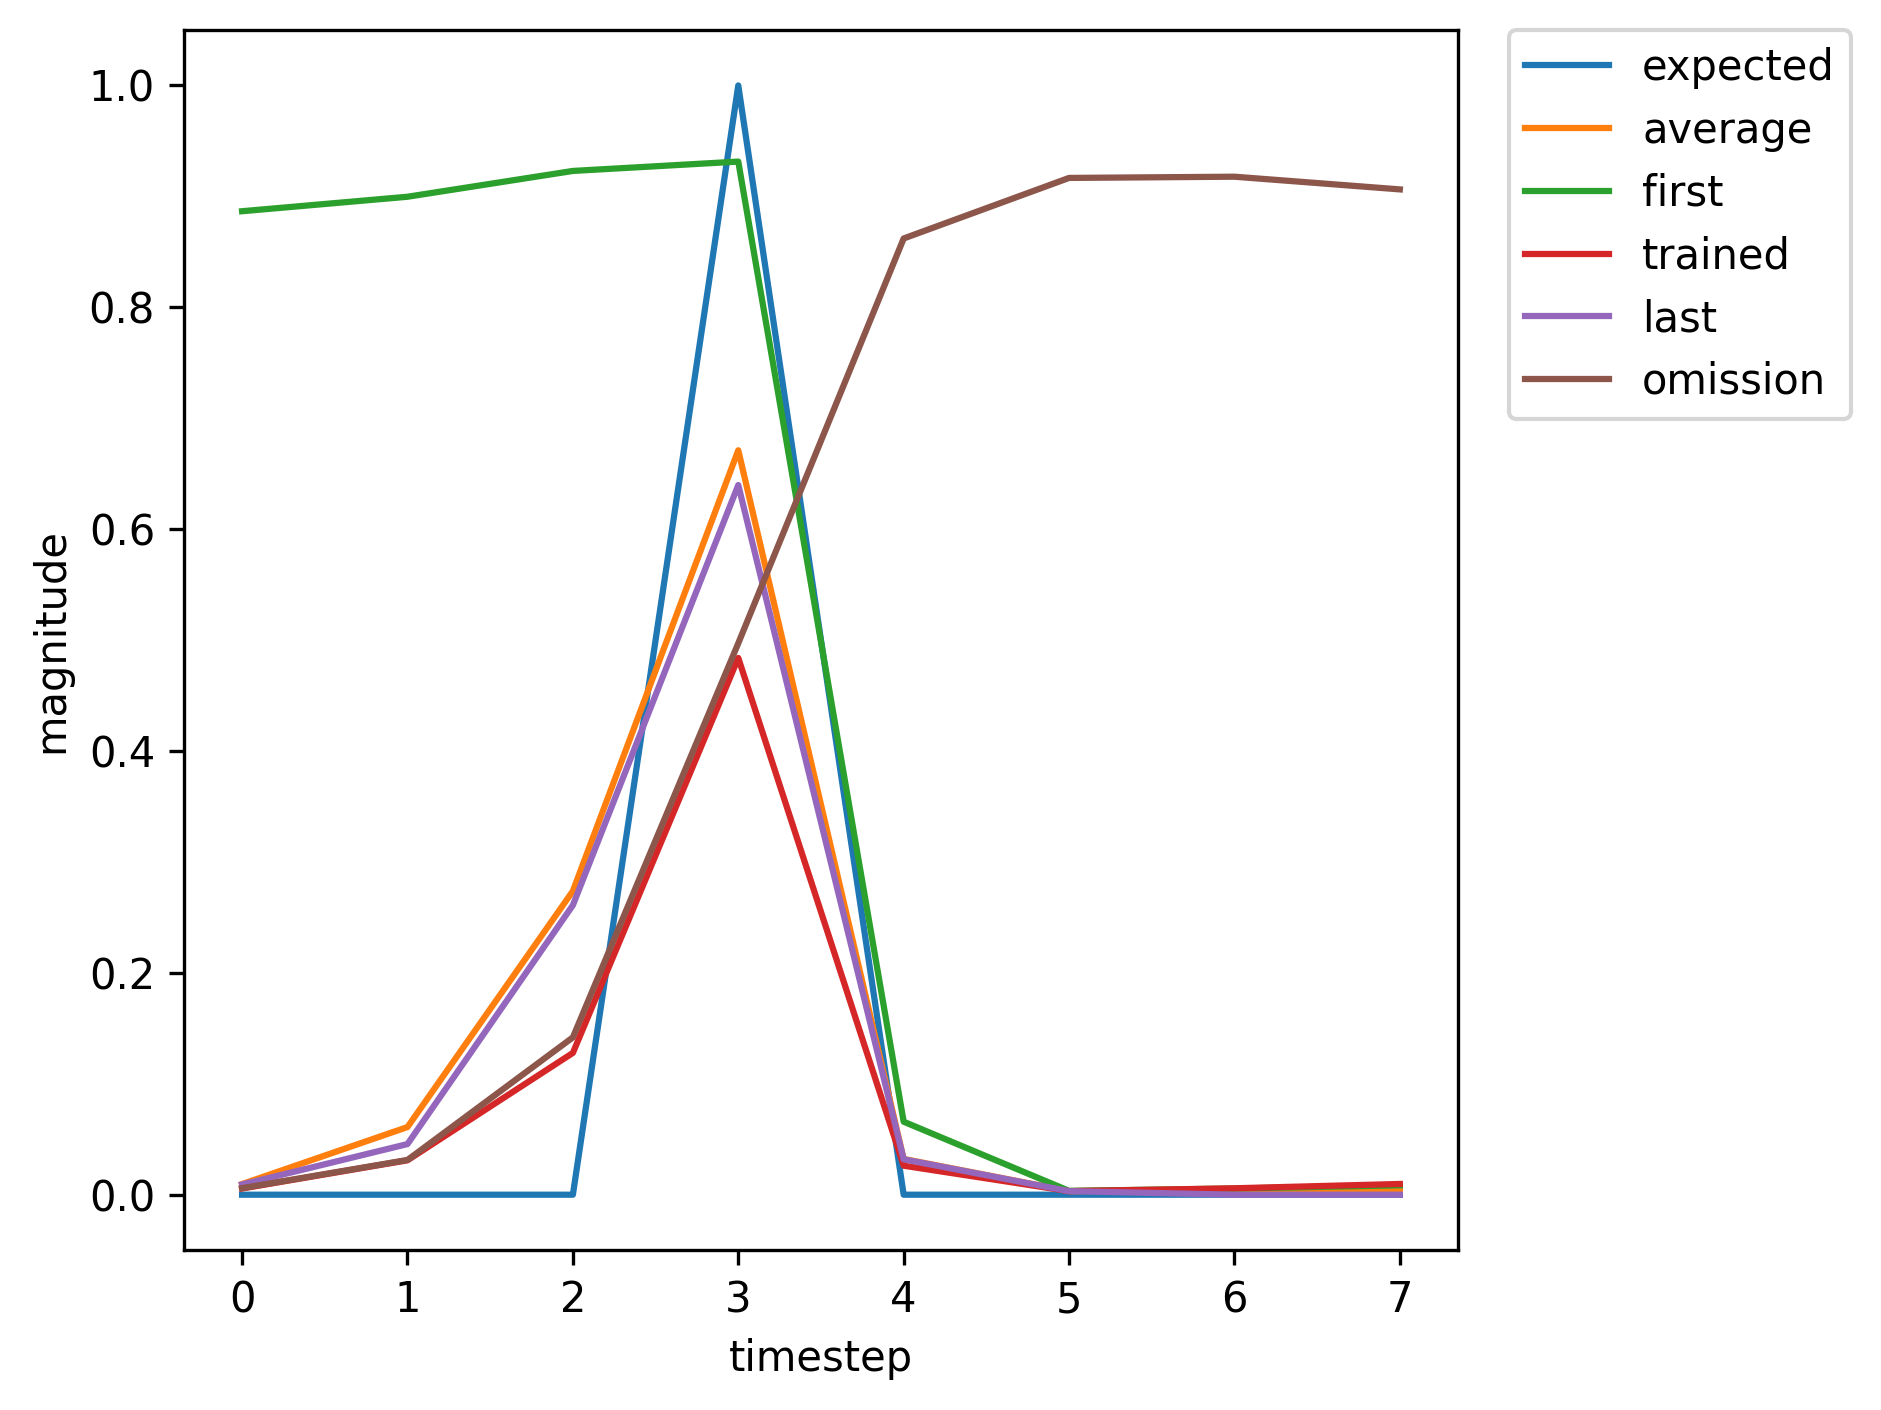 expected
average
first
trained
last
omission
1.0
0.8
0.6
0.4
0.2
0.0
magnitude
0 1 2 3 4 5 6 7
timestep